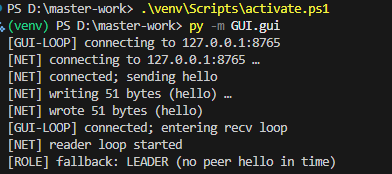 PS D:\master-work> .\venv\Scripts\activate.ps1
(venv) PS D:\master-work> py -m GUI.gui
[GUI-LOOP] connecting to 127.0.0.1:8765
[NET] connecting to 127.0.0.1:8765 …
[NET] connected; sending hello
[NET] writing 51 bytes (hello) …
[NET] wrote 51 bytes (hello)
[GUI-LOOP] connected; entering recv loop
[NET] reader loop started
[ROLE] fallback: LEADER (no peer hello in time)